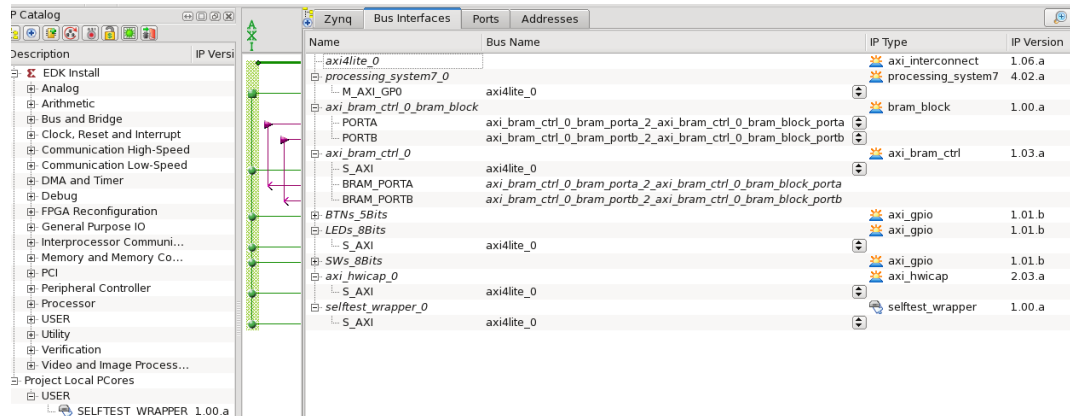 P Catalog
Description IP Versi
EDK Install
Analog
Arithmetic
Bus and Bridge
Clock, Reset and Interrupt
Communication High-Speed
Communication Low-Speed
DMA and Timer
Debug
FPGA Reconfiguration
General Purpose IO
Interprocessor Communi...
Memory and Memory Co...
PCI
Peripheral Controller
Processor
USER
Utility
Verification
Video and Image Process...
Project Local PCores
USER
SELFTEST_WRAPPER 1.00.a
A
X
I
Zynq Bus Interfaces Ports Addresses
Name Bus Name IP Type IP Version
axi4lite_0 axi_interconnect 1.06.a
processing_system7_0 processing_system7 4.02.a
M_AXI_GP0 axi4lite_0
axi_bram_ctrl_0_bram_block bram_block 1.00.a
PORTA axi_bram_ctrl_0_bram_porta_2_axi_bram_ctrl_0_bram_block_porta
PORTB axi_bram_ctrl_0_bram_portb_2_axi_bram_ctrl_0_bram_block_portb
axi_bram_ctrl_0 axi_bram_ctrl 1.03.a
S_AXI axi4lite_0
BRAM_PORTA axi_bram_ctrl_0_bram_porta_2_axi_bram_ctrl_0_bram_block_porta
BRAM_PORTB axi_bram_ctrl_0_bram_portb_2_axi_bram_ctrl_0_bram_block_portb
BTNs_5Bits axi_gpio 1.01.b
LEDs_8Bits axi_gpio 1.01.b
S_AXI axi4lite_0
SWs_8Bits axi_gpio 1.01.b
axi_hwicap_0 axi_hwicap 2.03.a
S_AXI axi4lite_0
selftest_wrapper_0 selftest_wrapper 1.00.a
S_AXI axi4lite_0